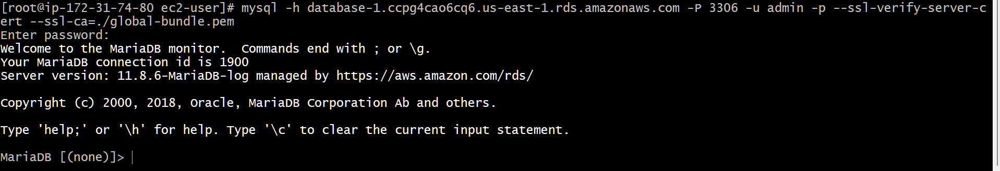 [root@ip-172-31-74-80 ec2-user]# mysql -h database-1.ccpg4cao6cq6.us-east-1.rds.amazonaws.com -P 3306 -u admin -p --ssl-verify-server-c
ert --ssl-ca=./global-bundle.pem
Enter password:
Welcome to the MariaDB monitor.  Commands end with ; or \g.
Your MariaDB connection id is 1900
Server version: 11.8.6-MariaDB-log managed by https://aws.amazon.com/rds/
Copyright (c) 2000, 2018, Oracle, MariaDB Corporation Ab and others.
Type 'help;' or '\h' for help. Type '\c' to clear the current input statement.
MariaDB [(none)]>